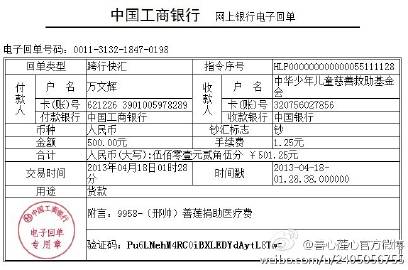 中国工商银行 网上银行电子回单
电子回单号码: 0011-3132-1847-0198
回单类型 跨行快汇 指令序号 HLP00000000000055111128
付款人 户 名 万文辉 收款人 户 名 中华少年儿童慈善救助基金会
卡(账)号 621226 3901005978289 卡(账)号 320756027856
付款银行 中国工商银行 收款银行 中国银行
币种 人民币 钞汇标志 钞
金额 500.00元 手续费 1.25元
合计 人民币(大写):伍佰零壹元贰角伍分 ¥501.25元
交易时间 2013年04月18日01时28分 时间戳 2013-04-18-01.28.38.000000
用途 货款
中国工商银行
电子回单
专用章
附言: 9958-(邢帅) 善莲捐助医疗费
验证码: Pu6LNehM4RC0iBXLEDYdAytL8Tw=
@善心莲心官方微博
weibo.com/u/2405056753